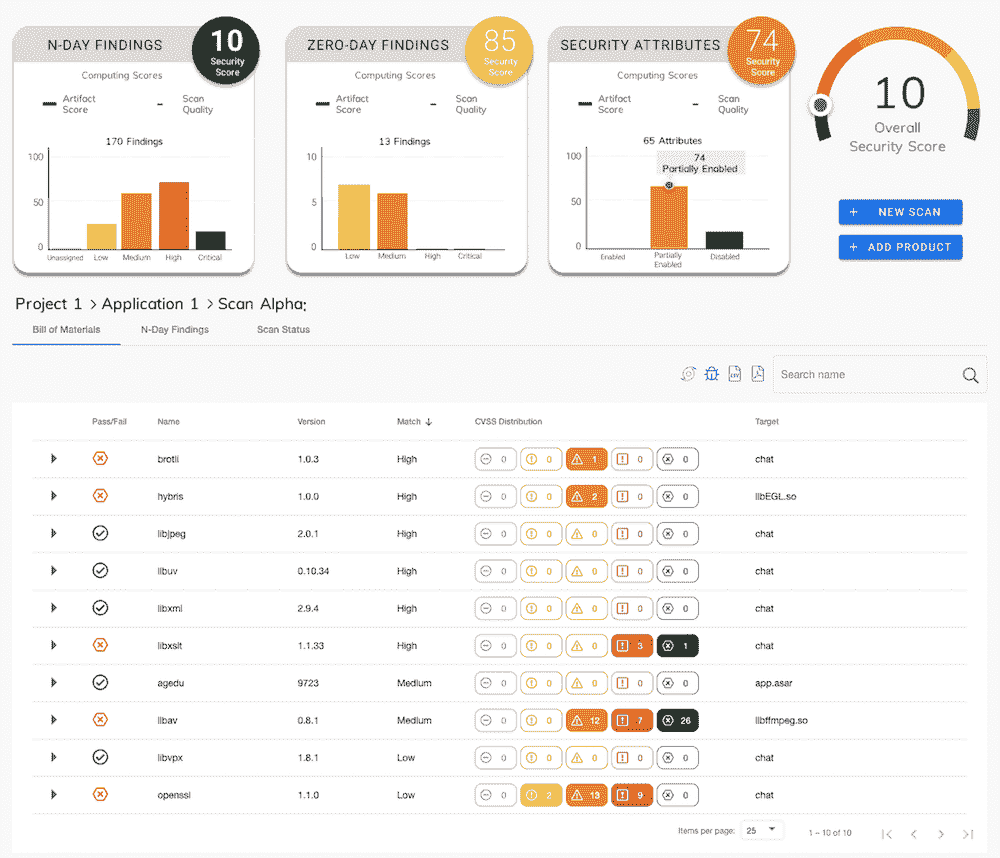 N-DAY FINDINGS
10
Security
Score
Computing Scores
Artifact
Score
Scan
Quality
170 Findings
100
50
0
Unassigned Low Medium High Critical
ZERO-DAY FINDINGS
85
Security
Score
Computing Scores
Artifact
Score
Scan
Quality
13 Findings
10
5
0
Low Medium High Critical
SECURITY ATTRIBUTES
74
Security
Score
Computing Scores
Artifact
Score
Scan
Quality
65 Attributes
74
Partially Enabled
100
50
0
Enabled Partially Enabled Disabled
10
Overall
Security Score
+ NEW SCAN
+ ADD PRODUCT
Project 1 > Application 1 > Scan Alpha;
Bill of Materials N-Day Findings Scan Status
CSV
Search name
Pass/Fail Name Version Match ↓ CVSS Distribution Target
brotli 1.0.3 High 0 0 1 0 0 chat
hybris 1.0.0 High 0 0 2 0 0 libEGL.so
libjpeg 2.0.1 High 0 0 0 0 0 chat
libuv 0.10.34 High 0 0 0 0 0 chat
libxml 2.9.4 High 0 0 0 0 0 chat
libxslt 1.1.33 High 0 0 0 3 1 chat
agedu 9723 Medium 0 0 0 0 0 app.asar
libav 0.8.1 Medium 0 0 12 7 26 libffmpeg.so
libvpx 1.8.1 Low 0 0 0 0 0 chat
openssl 1.1.0 Low 0 2 13 9 0 chat
Items per page: 25 1 – 10 of 10